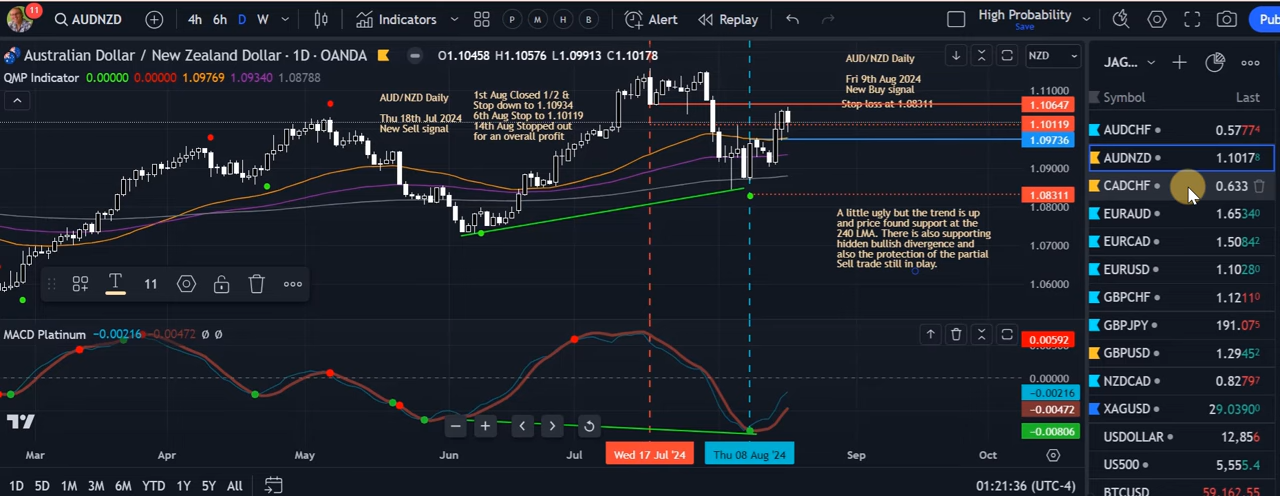 11
AUDNZD
4h 6h D W
Indicators
P M H B
Alert
Replay
High Probability
Save
Pub
Australian Dollar / New Zealand Dollar · 1D · OANDA
O1.10458 H1.10576 L1.09913 C1.10178
NZD
QMP Indicator 0.00000 0.00000 1.09769 1.09340 1.08788
AUD/NZD Daily
Thu 18th Jul 2024
New Sell signal
1st Aug Closed 1/2 &
Stop down to 1.10934
6th Aug Stop to 1.10119
14th Aug Stopped out
for an overall profit
AUD/NZD Daily
Fri 9th Aug 2024
New Buy signal
Stop loss at 1.08311
A little ugly but the trend is up
and price found support at the
240 LMA. There is also supporting
hidden bullish divergence and
also the protection of the partial
Sell trade still in play.
1.11000
1.10647
1.10119
1.09736
1.09000
1.08311
1.08000
1.07000
1.06000
11
MACD Platinum -0.00216 -0.00472 Ø Ø
0.00592
0.00000
-0.00216
-0.00472
-0.00806
Mar Apr May Jun Jul Wed 17 Jul '24 Thu 08 Aug '24 Sep Oct
1D 5D 1M 3M 6M YTD 1Y 5Y All
01:21:36 (UTC-4)
JAG...
Symbol Last
AUDCHF 0.57774
AUDNZD 1.10178
CADCHF 0.633
EURAUD 1.65340
EURCAD 1.50842
EURUSD 1.10280
GBPCHF 1.12110
GBPJPY 191.075
GBPUSD 1.29452
NZDCAD 0.82797
XAGUSD 29.0390
USDOLLAR 12,856
US500 5,555.4
BTCUSD 59,162.55